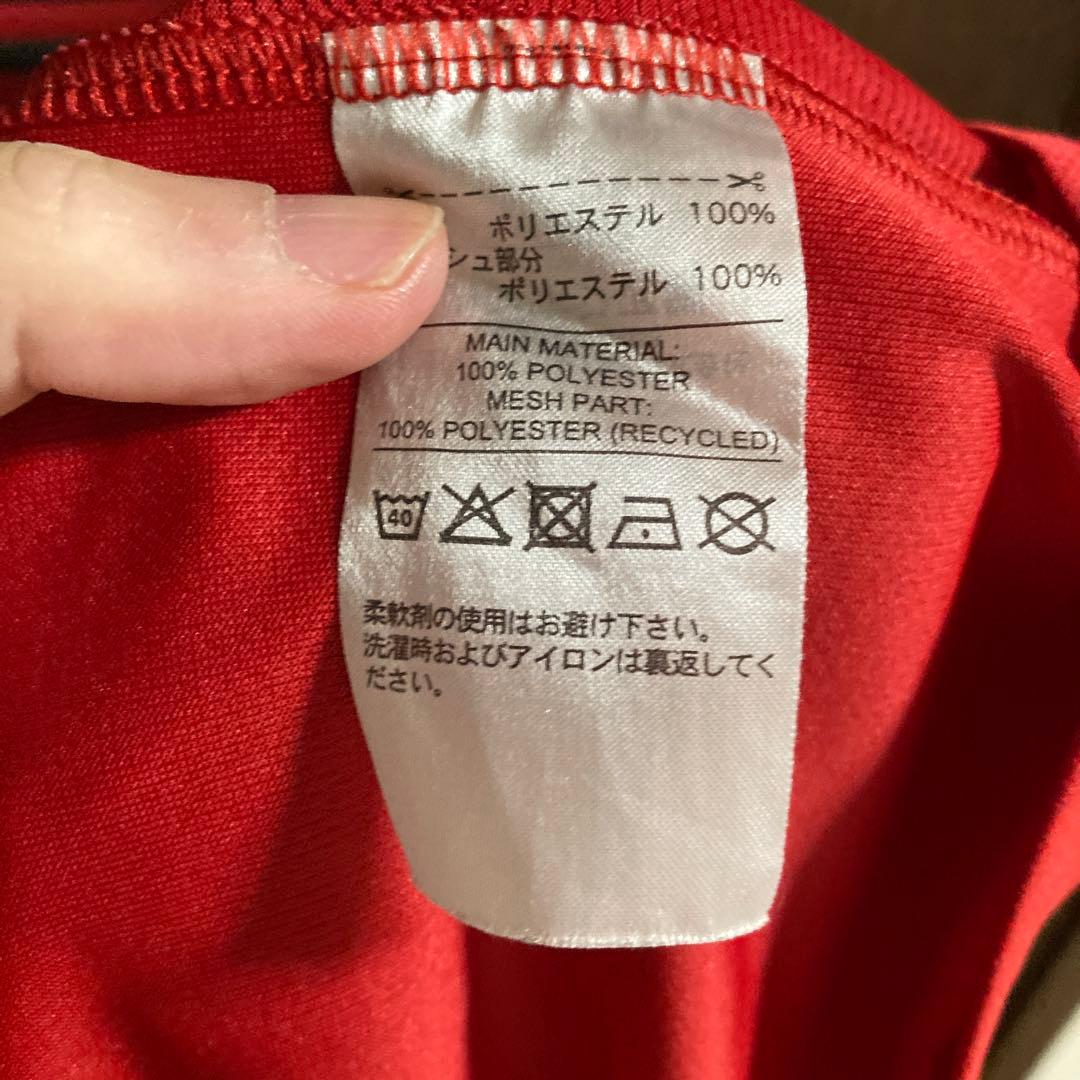 ポリエステル 100%
シュ部分
ポリエステル 100%
MAIN MATERIAL:
100% POLYESTER
MESH PART:
100% POLYESTER (RECYCLED)
40
柔軟剤の使用はお避け下さい。
洗濯時およびアイロンは裏返してく
ださい。